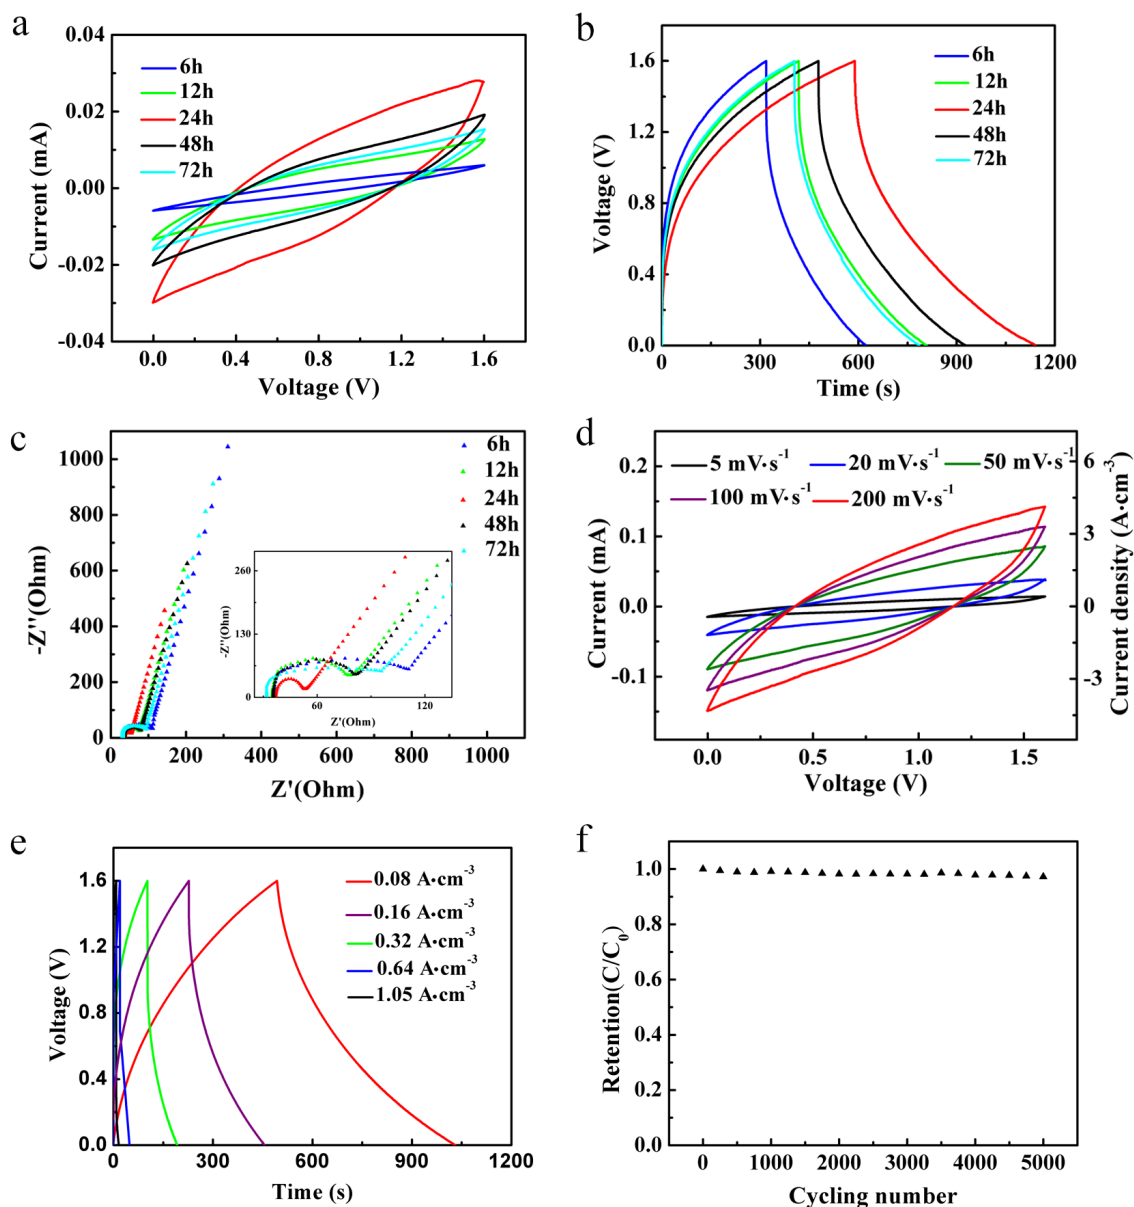 a
0.04
0.02
0.00
-0.02
-0.04
Current (mA)
6h
12h
24h
48h
72h
0.0
0.4
0.8
1.2
1.6
Voltage (V)
b
1.6
1.2
0.8
0.4
0.0
Voltage (V)
6h
12h
24h
48h
72h
0
300
600
900
1200
Time (s)
c
1000
800
600
400
200
0
-Z''(Ohm)
6h
12h
24h
48h
72h
260
130
0
-Z''(Ohm)
60
120
Z'(Ohm)
0
200
400
600
800
1000
Z'(Ohm)
d
0.2
0.1
0.0
-0.1
Current (mA)
5 mV·s⁻¹
20 mV·s⁻¹
50 mV·s⁻¹
100 mV·s⁻¹
200 mV·s⁻¹
6
3
0
-3
Current density (A·cm⁻³)
0.0
0.5
1.0
1.5
Voltage (V)
e
1.6
1.2
0.8
0.4
0.0
Voltage (V)
0.08 A·cm⁻³
0.16 A·cm⁻³
0.32 A·cm⁻³
0.64 A·cm⁻³
1.05 A·cm⁻³
0
300
600
900
1200
Time (s)
f
1.0
0.8
0.6
0.4
0.2
0.0
Retention(C/C₀)
0
1000
2000
3000
4000
5000
Cycling number